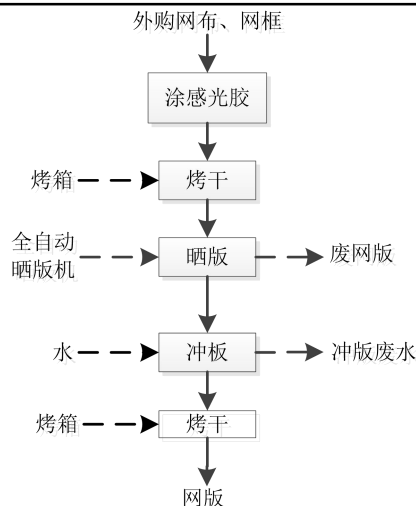 外购网布、网框
涂感光胶
烤箱
烤干
全自动
晒版机
晒版
废网版
水
冲板
冲版废水
烤箱
烤干
网版